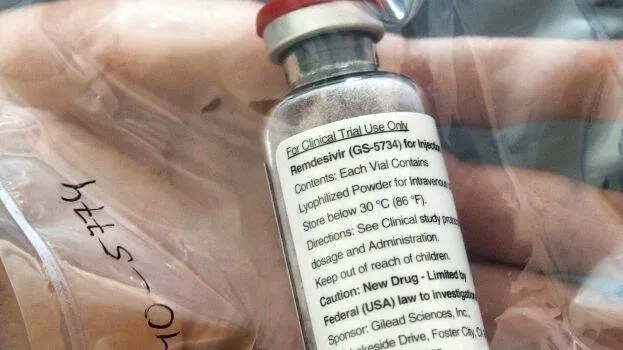 For Clinical Trial Use Only
Remdesivir (GS-5734) for Injection
Contents: Each Vial Contains
Lyophilized Powder for Intravenous
Store below 30 °C (86 °F).
Directions: See Clinical study
dosage and Administration.
Keep out of reach of children.
Caution: New Drug - Limited by
Federal (USA) law to
Sponsor: Gilead Sciences, Inc.,
Lakeside Drive, Foster City,